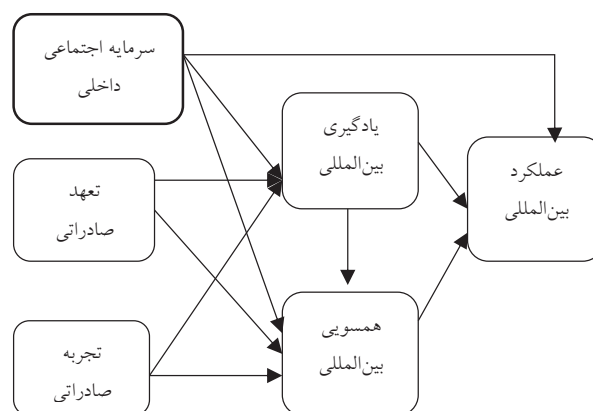 سرمایه اجتماعی
داخلی
یادگیری
بین‌المللی
عملکرد
بین‌المللی
تعهد
صادراتی
همسویی
بین‌المللی
تجربه
صادراتی